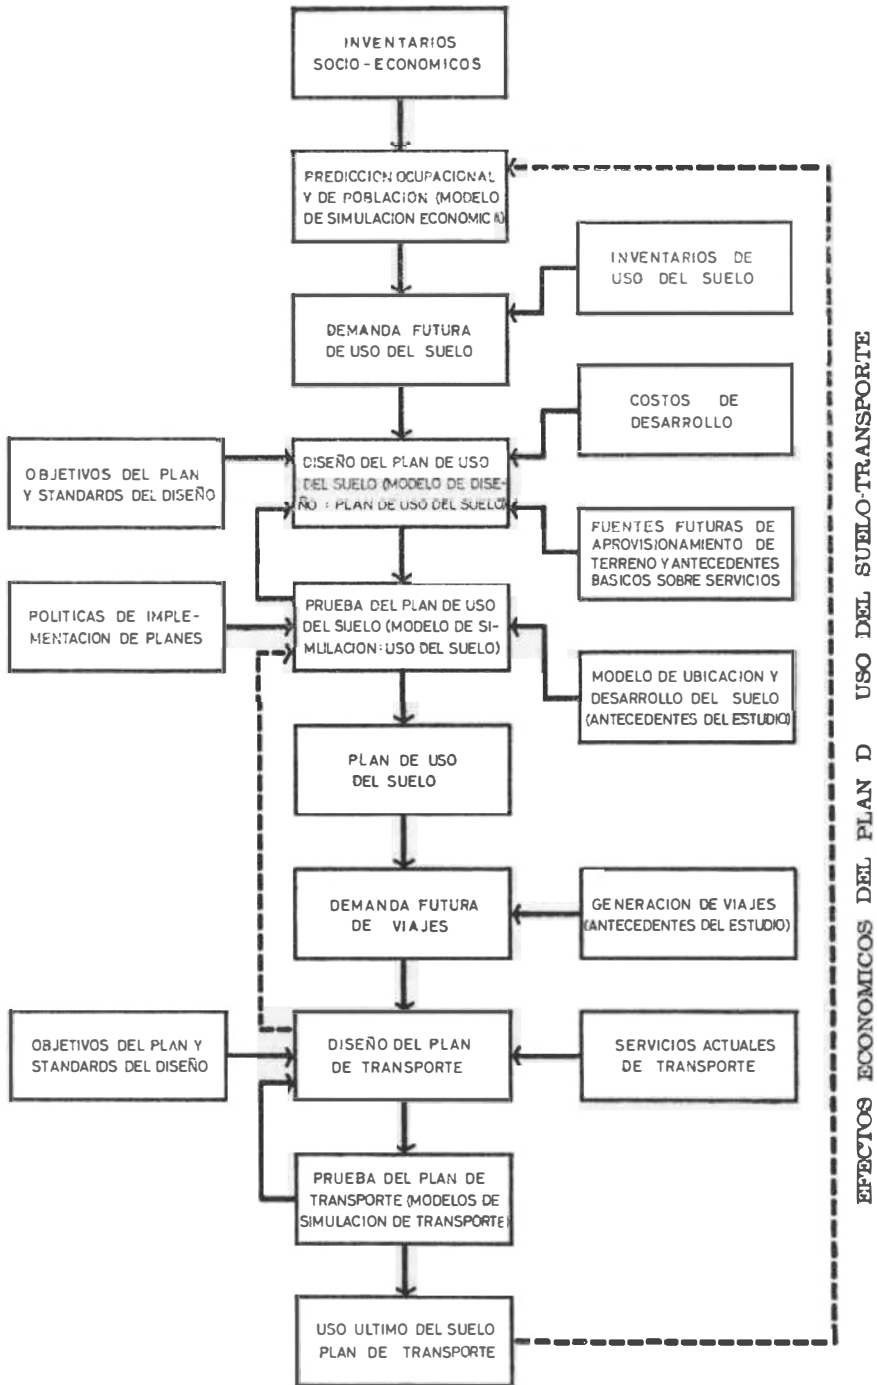 INVENTARIOS
SOCIO-ECONOMICOS
PREDICCION OCUPACIONAL
Y DE POBLACION (MODELO
DE SIMULACION ECONOMICA)
INVENTARIOS DE
USO DEL SUELO
DEMANDA FUTURA
DE USO DEL SUELO
COSTOS DE
DESARROLLO
OBJETIVOS DEL PLAN
Y STANDARDS DEL DISEÑO
DISEÑO DEL PLAN DE USO
DEL SUELO (MODELO DE DISE-
ÑO : PLAN DE USO DEL SUELO)
FUENTES FUTURAS DE
APROVISIONAMIENTO DE
TERRENO Y ANTECEDENTES
BASICOS SOBRE SERVICIOS
POLITICAS DE IMPLE-
MENTACION DE PLANES
PRUEBA DEL PLAN DE USO
DEL SUELO (MODELO DE SI-
MULACION: USO DEL SUELO)
MODELO DE UBICACION Y
DESARROLLO DEL SUELO
(ANTECEDENTES DEL ESTUDIO)
PLAN DE USO
DEL SUELO
DEMANDA FUTURA
DE VIAJES
GENERACION DE VIAJES
(ANTECEDENTES DEL ESTUDIO)
OBJETIVOS DEL PLAN Y
STANDARDS DEL DISEÑO
DISEÑO DEL PLAN
DE TRANSPORTE
SERVICIOS ACTUALES
DE TRANSPORTE
PRUEBA DEL PLAN DE
TRANSPORTE (MODELOS DE
SIMULACION DE TRANSPORTE)
USO ULTIMO DEL SUELO
PLAN DE TRANSPORTE
EFECTOS ECONOMICOS DEL PLAN D USO DEL SUELO-TRANSPORTE